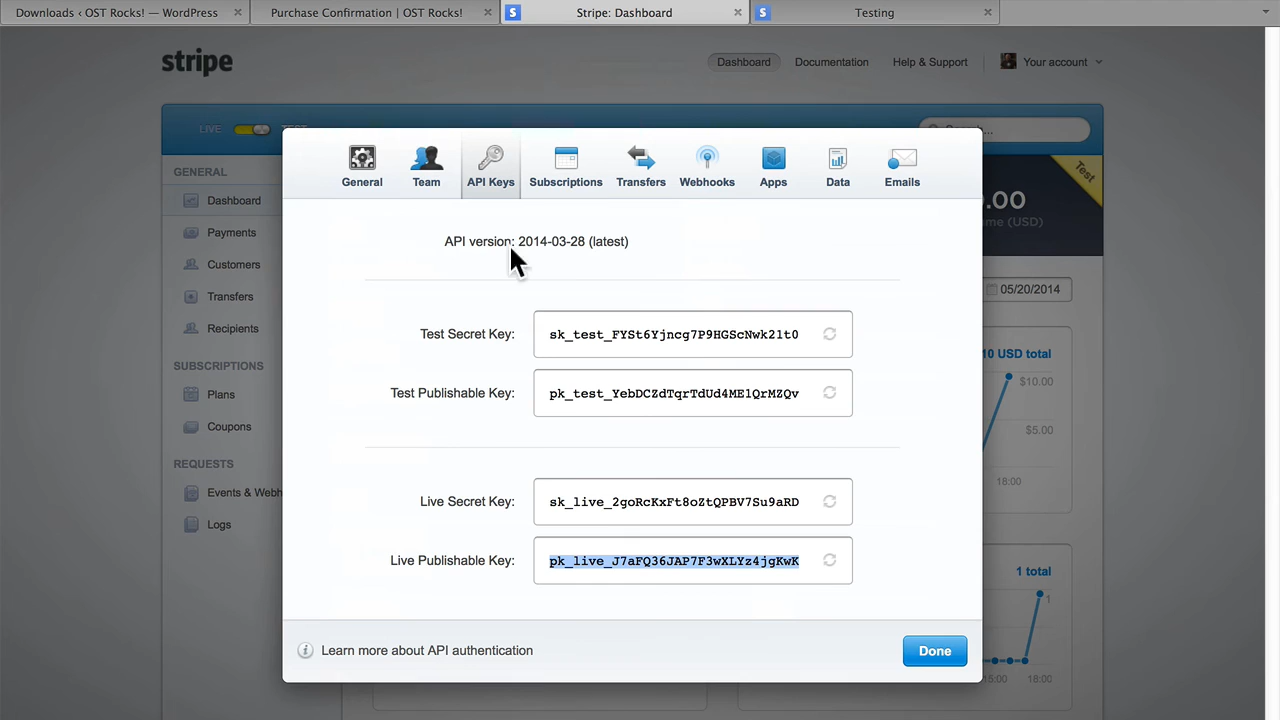 Downloads ‹ OST Rocks! — WordPress
Purchase Confirmation | OST Rocks!
Stripe: Dashboard
Testing
stripe
Dashboard
Documentation
Help & Support
Your account
LIVE
GENERAL
Dashboard
Payments
Customers
Transfers
Recipients
SUBSCRIPTIONS
Plans
Coupons
REQUESTS
Events & Webh
Logs
General
Team
API Keys
Subscriptions
Transfers
Webhooks
Apps
Data
Emails
API version: 2014-03-28 (latest)
Test Secret Key: sk_test_FYSt6Yjncg7P9HGScNwk21t0
Test Publishable Key: pk_test_YebDCZdTqrTdUd4ME1QrMZQv
Live Secret Key: sk_live_2goRcKxFt8oZtQPBV7Su9aRD
Live Publishable Key: pk_live_J7aFQ36JAP7F3wXLYz4jgKwK
Learn more about API authentication
Done
Test
.00
me (USD)
05/20/2014
10 USD total
$10.00
$5.00
18:00
1 total
1
15:00
18:00